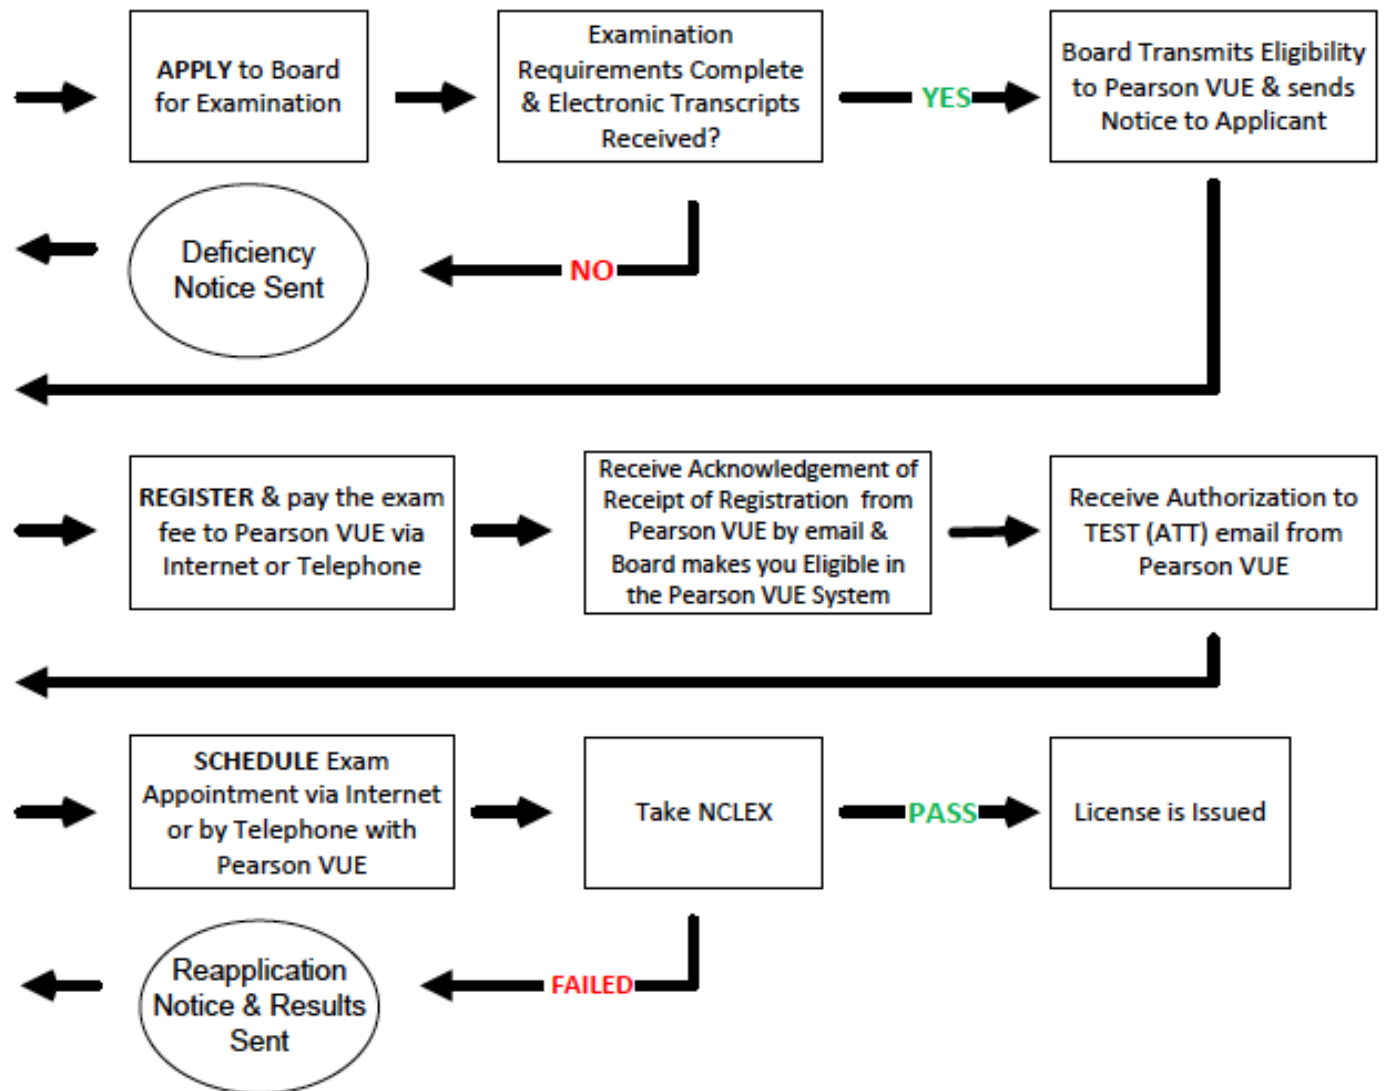 APPLY to Board
for Examination
Examination
Requirements Complete
& Electronic Transcripts
Received?
YES
Board Transmits Eligibility
to Pearson VUE & sends
Notice to Applicant
Deficiency
Notice Sent
NO
REGISTER & pay the exam
fee to Pearson VUE via
Internet or Telephone
Receive Acknowledgement of
Receipt of Registration from
Pearson VUE by email &
Board makes you Eligible in
the Pearson VUE System
Receive Authorization to
TEST (ATT) email from
Pearson VUE
SCHEDULE Exam
Appointment via Internet
or by Telephone with
Pearson VUE
Take NCLEX
PASS
License is Issued
Reapplication
Notice & Results
Sent
FAILED